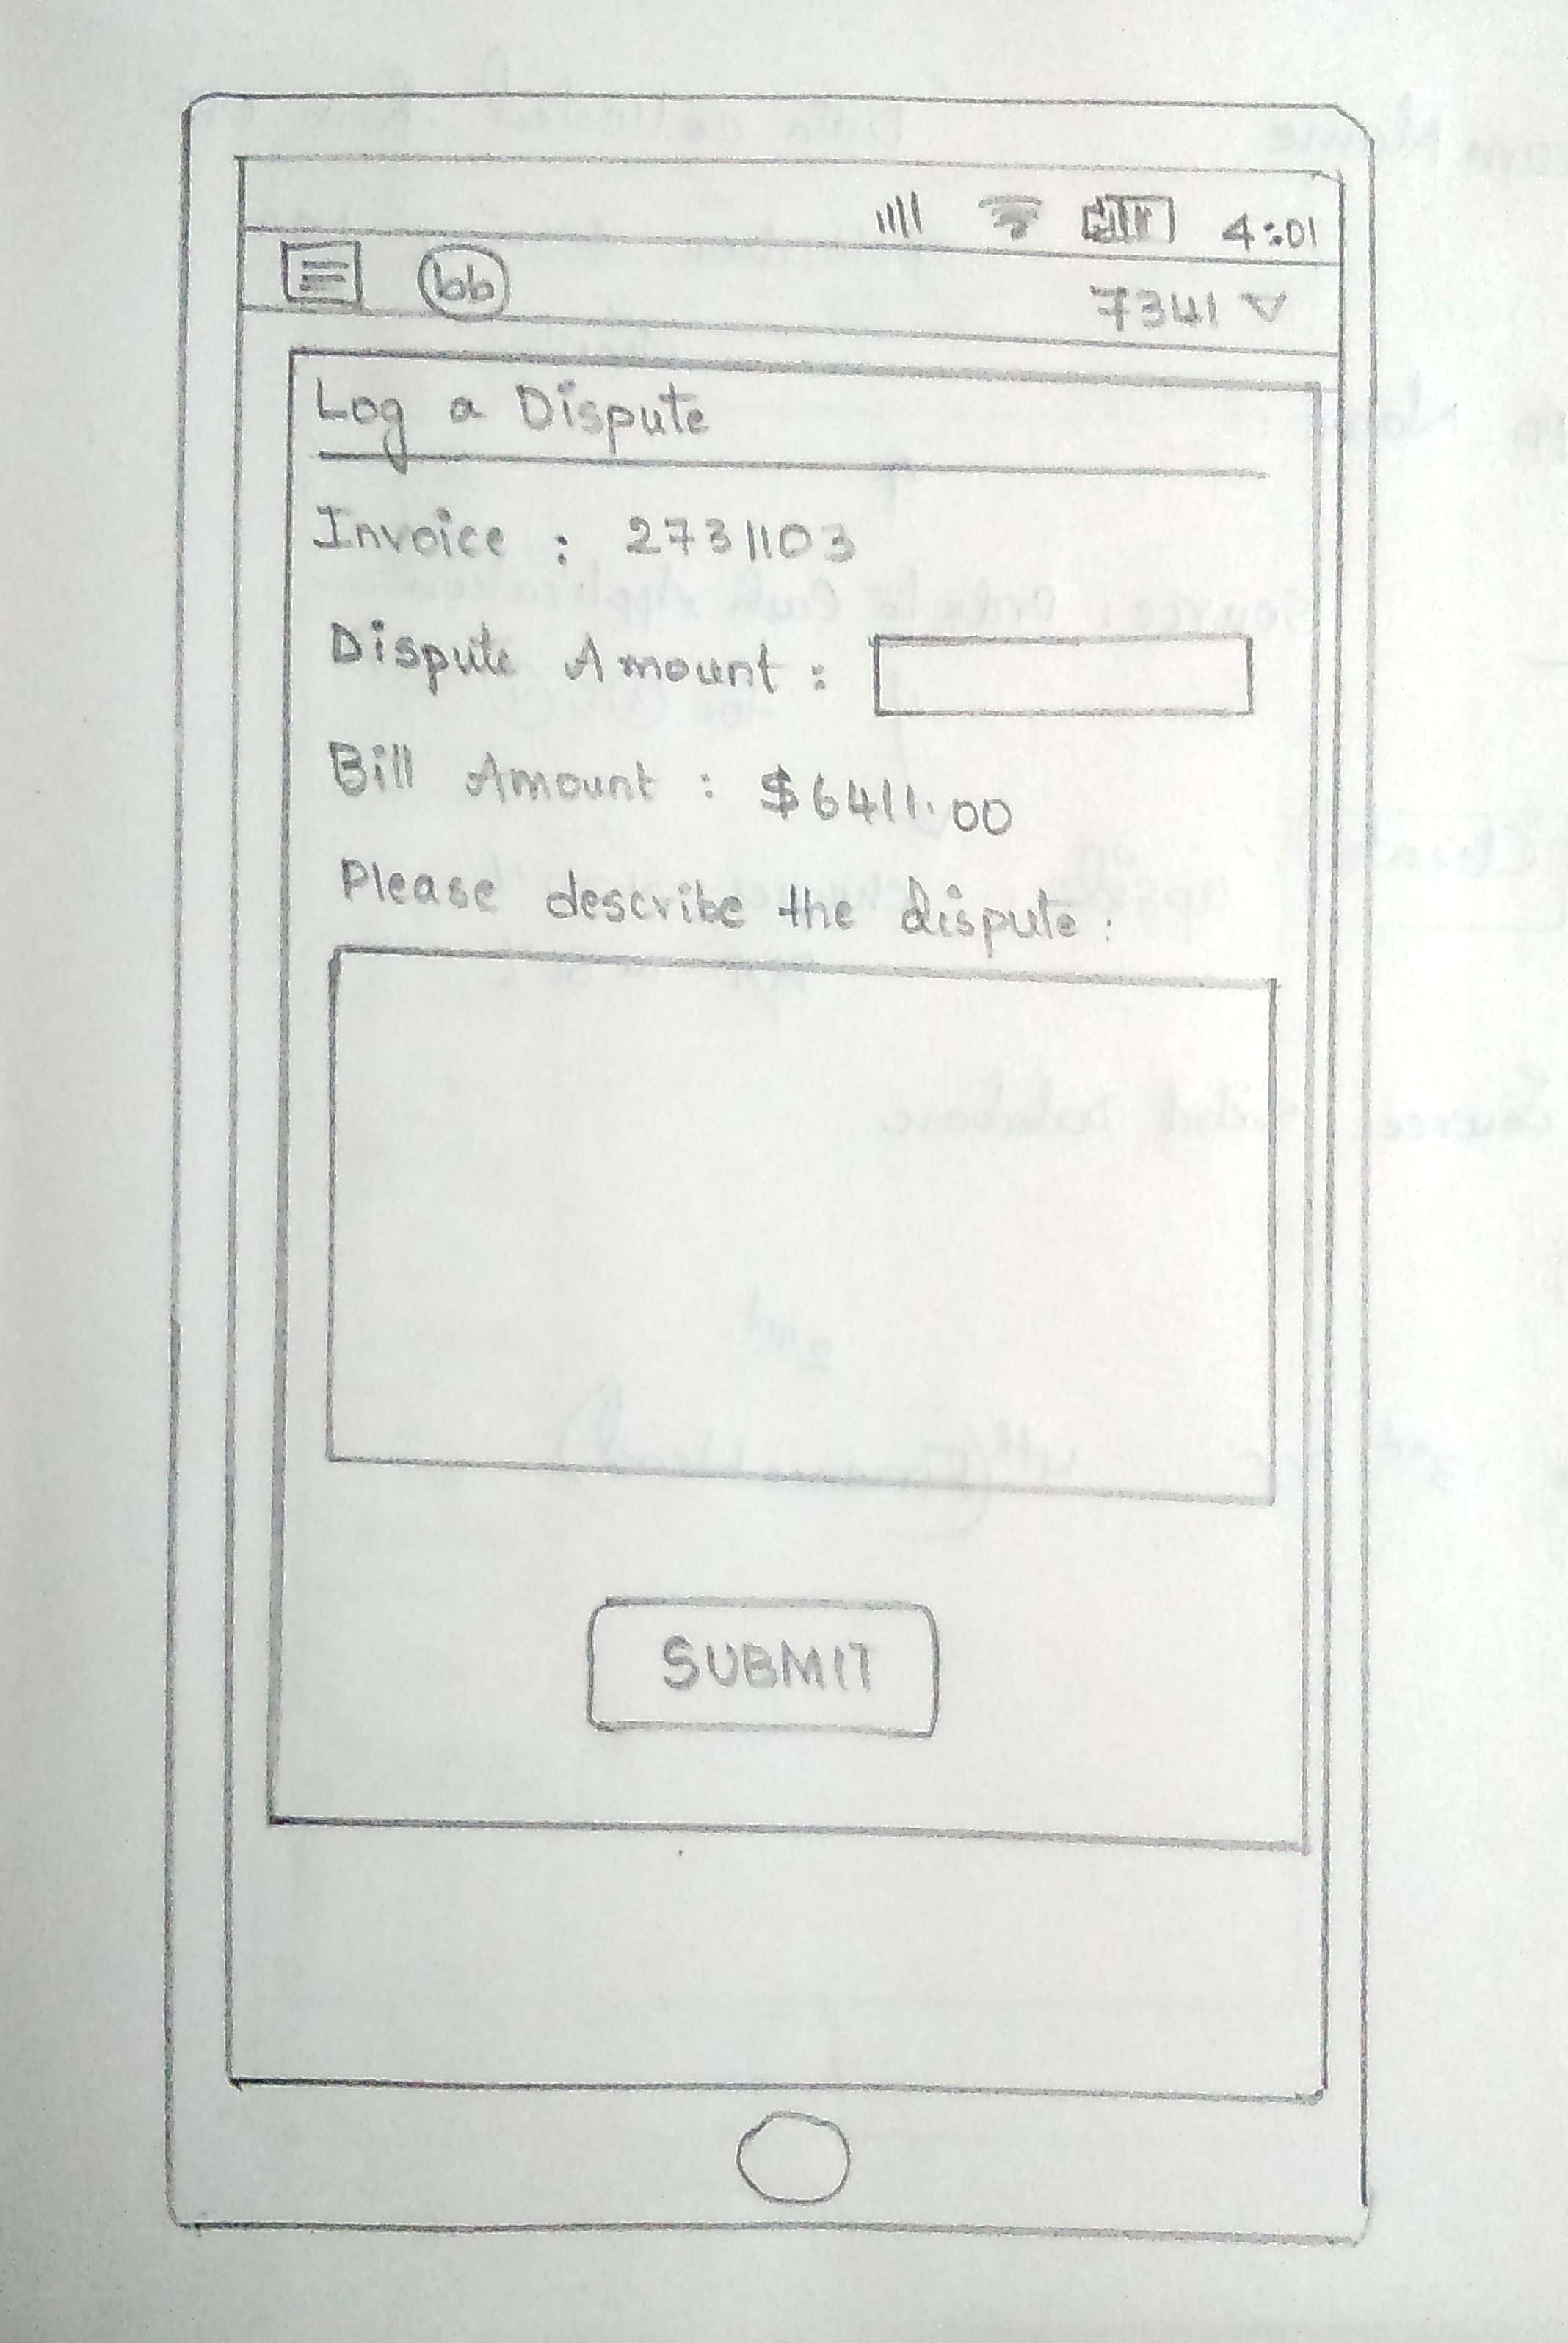 4:01
bb
7341
Log a Dispute
Invoice : 2731103
Dispute Amount :
Bill Amount : $6411.00
Please describe the dispute :
SUBMIT